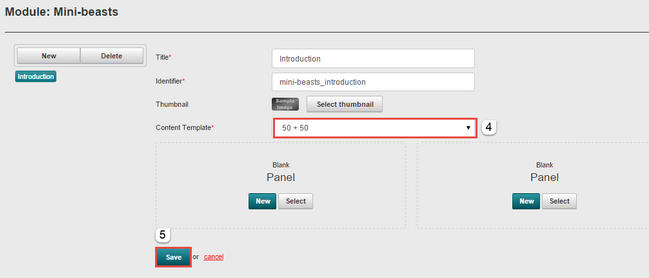 Module: Mini-beasts
New Delete
Introduction
Title* Introduction
Identifier* mini-beasts_introduction
Thumbnail Sample Image Select thumbnail
Content Template* 50 + 50 4
Blank Blank
Panel Panel
New Select New Select
5
Save or cancel